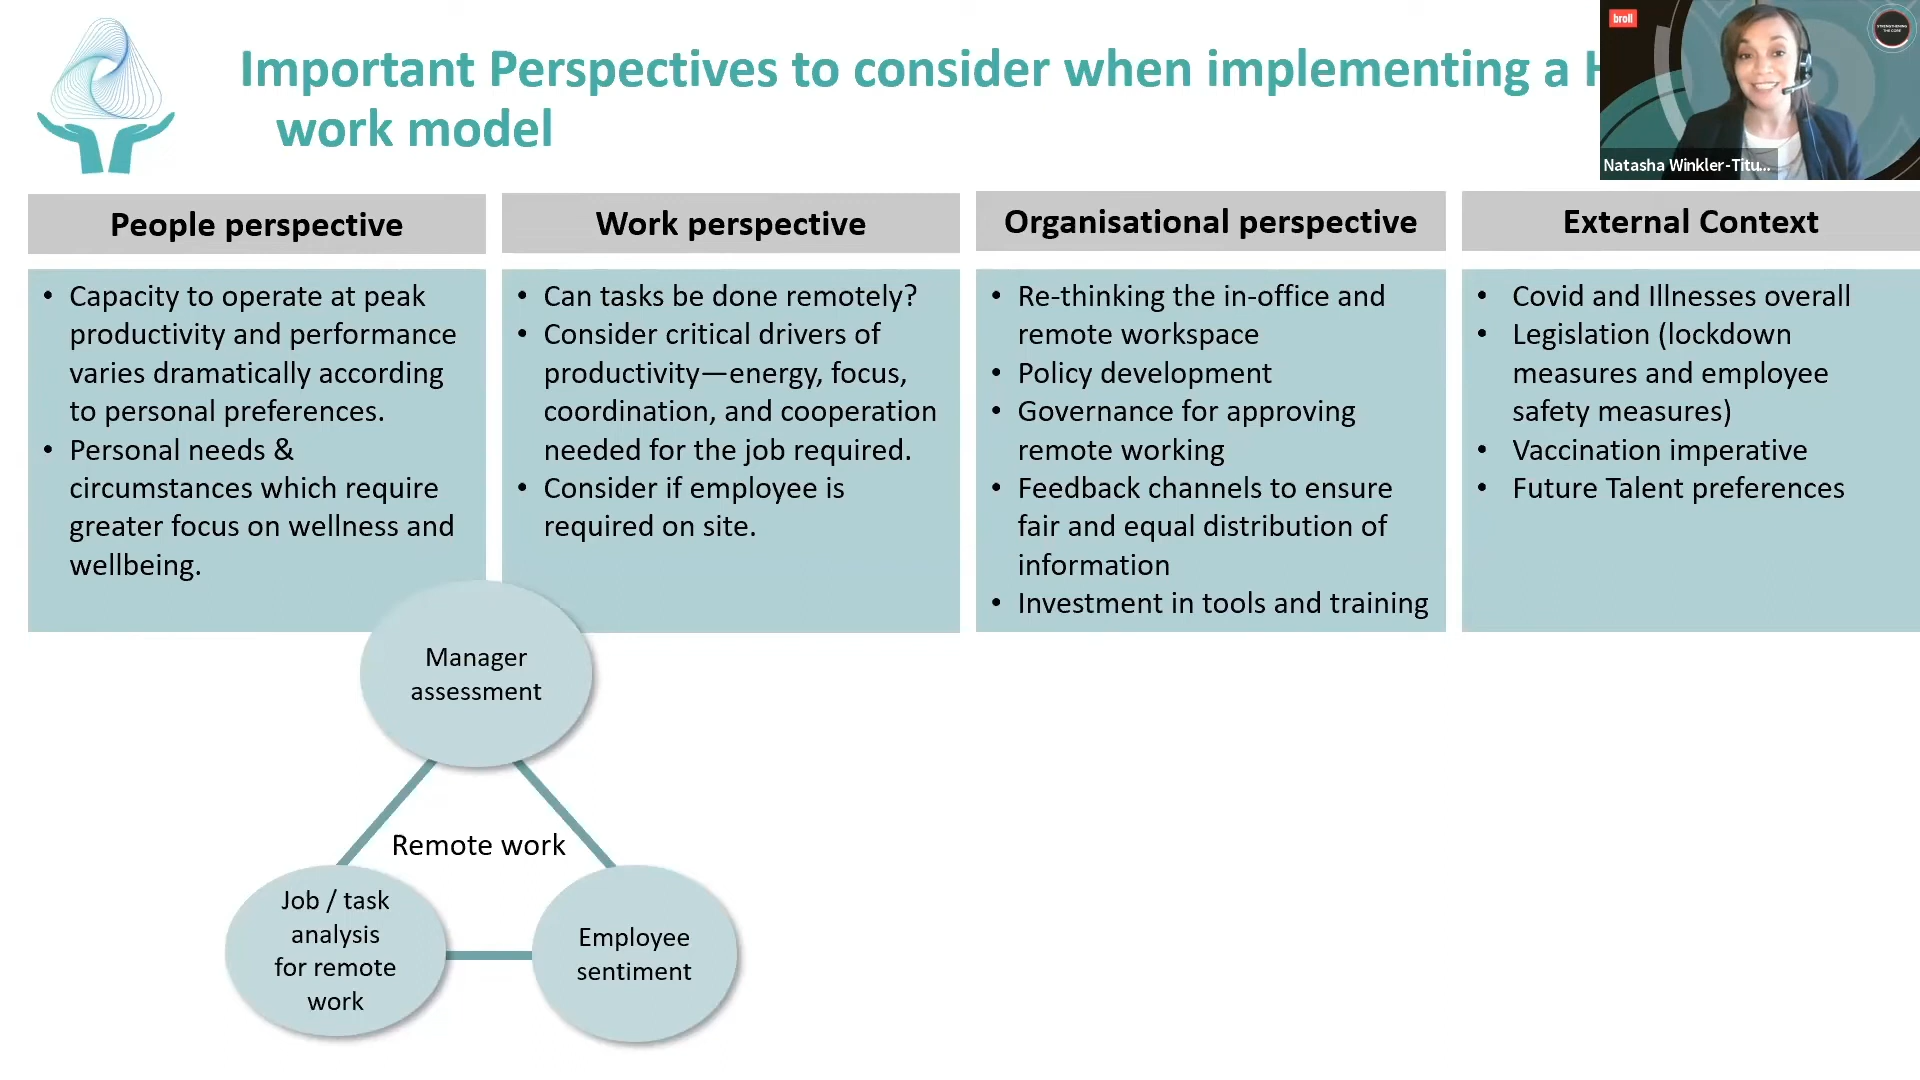 Important Perspectives to consider when implementing a H
work model
broll
STRENGTHENING
THE CORE
Natasha Winkler-Titu...
People perspective
• Capacity to operate at peak
productivity and performance
varies dramatically according
to personal preferences.
• Personal needs &
circumstances which require
greater focus on wellness and
wellbeing.
Work perspective
• Can tasks be done remotely?
• Consider critical drivers of
productivity—energy, focus,
coordination, and cooperation
needed for the job required.
• Consider if employee is
required on site.
Organisational perspective
• Re-thinking the in-office and
remote workspace
• Policy development
• Governance for approving
remote working
• Feedback channels to ensure
fair and equal distribution of
information
• Investment in tools and training
External Context
• Covid and Illnesses overall
• Legislation (lockdown
measures and employee
safety measures)
• Vaccination imperative
• Future Talent preferences
Manager
assessment
Remote work
Job / task
analysis
for remote
work
Employee
sentiment